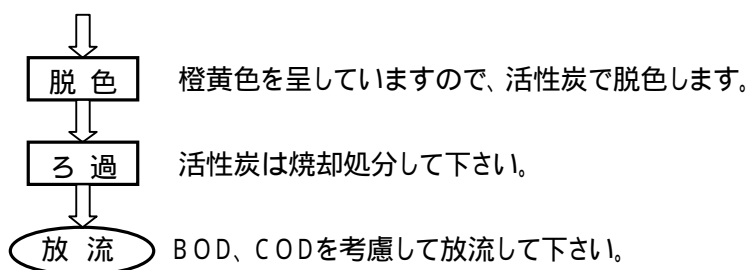 脱 色 橙黄色を呈していますので、活性炭で脱色します。
ろ 過 活性炭は焼却処分して下さい。
放 流 ＢＯＤ、ＣＯＤを考慮して放流して下さい。